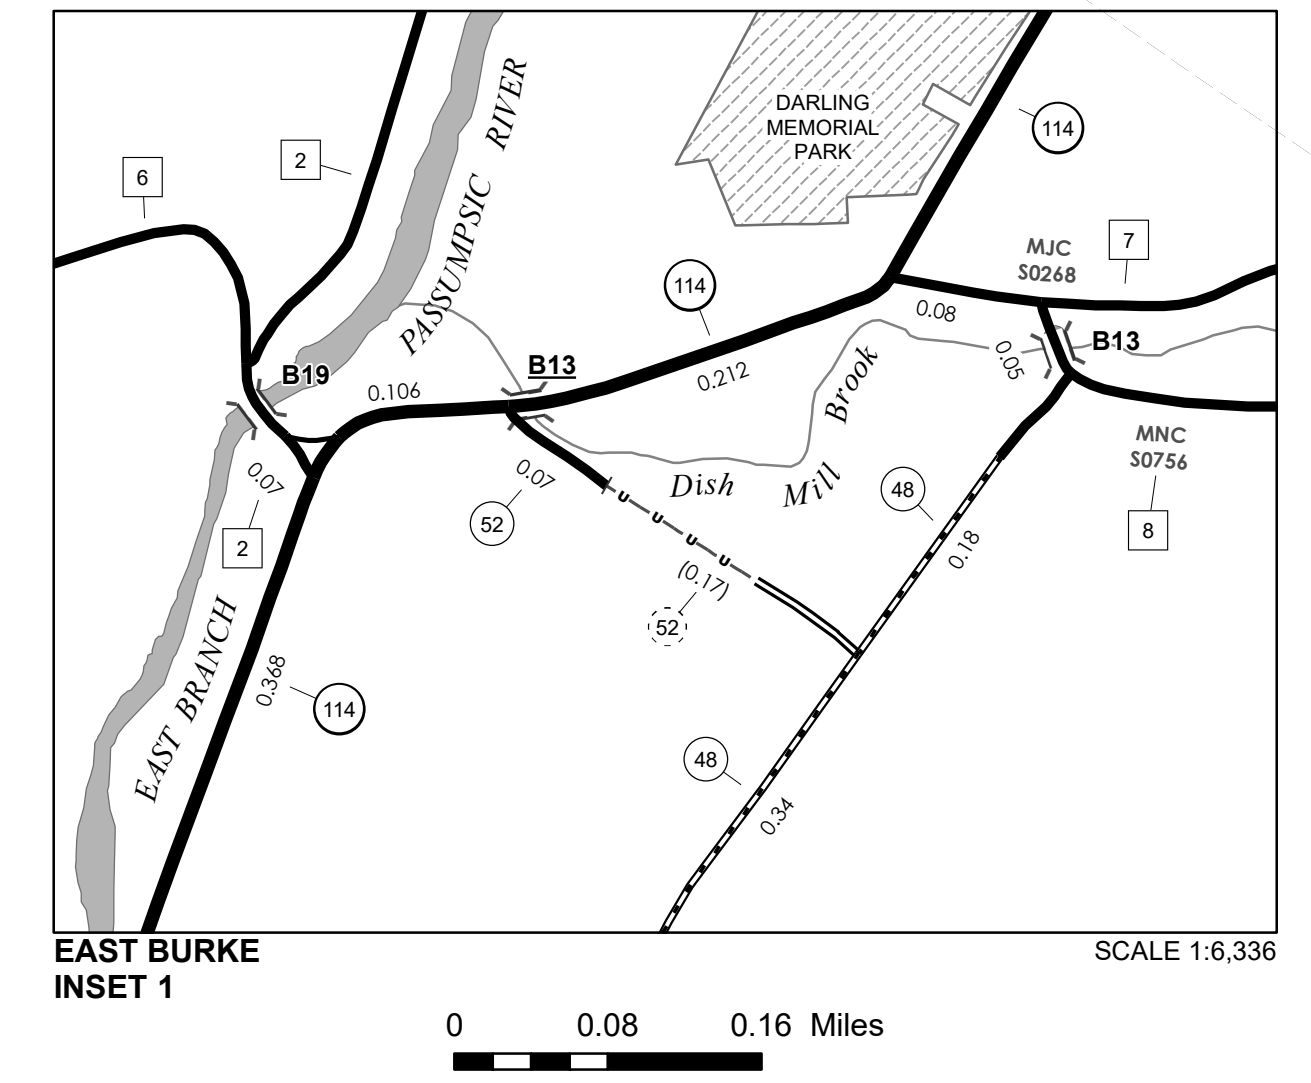 DARLING
MEMORIAL
PARK
114
2
6
PASSUMPSIC RIVER
7
MJC
S0268
114
0.08
B13
0.05
B19
B13
0.106
0.212
Brook
MNC
S0756
0.07
0.07
Dish
Mill
48
52
8
2
0.18
(0.17)
52
EAST BRANCH
0.368
114
48
0.34
U
U
U
U
EAST BURKE
INSET 1
SCALE 1:6,336
0 0.08 0.16 Miles